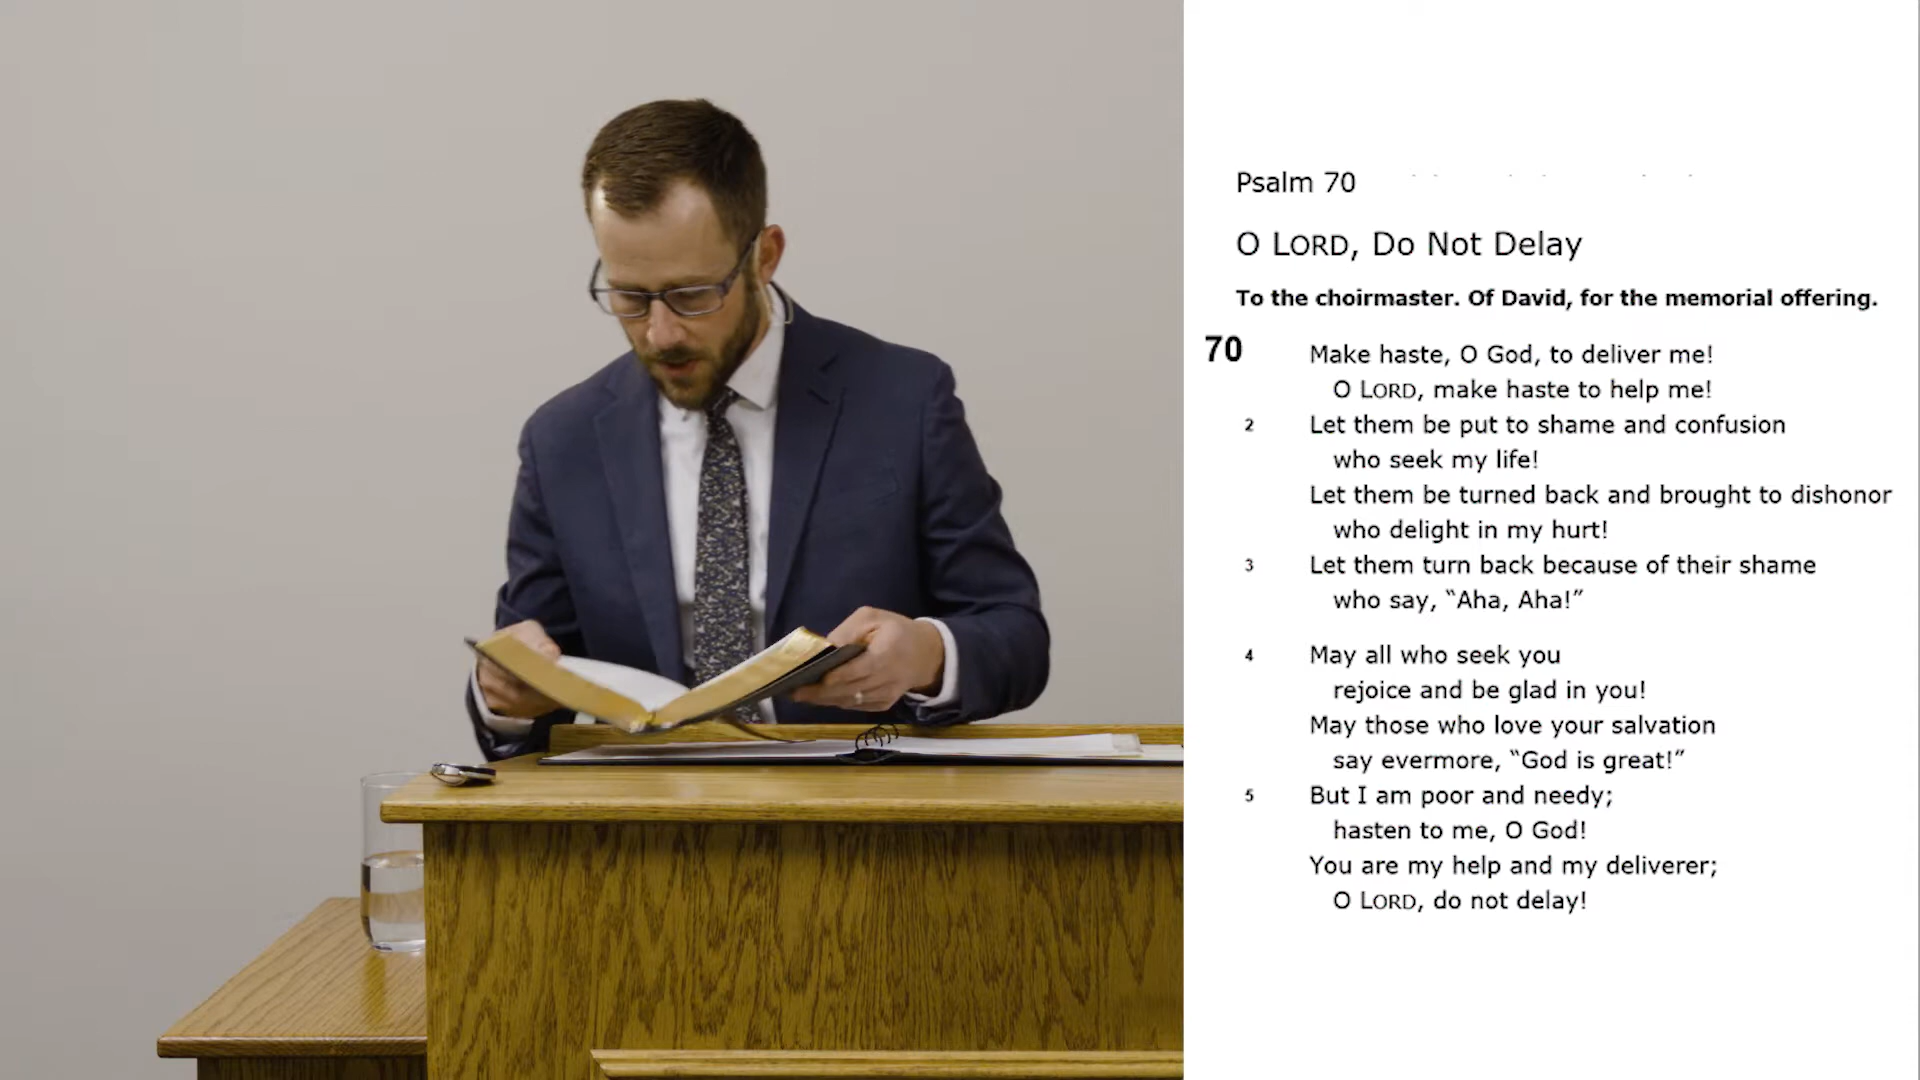 Psalm 70
O LORD, Do Not Delay
To the choirmaster. Of David, for the memorial offering.
70 Make haste, O God, to deliver me!
O LORD, make haste to help me!
2 Let them be put to shame and confusion
who seek my life!
Let them be turned back and brought to dishonor
who delight in my hurt!
3 Let them turn back because of their shame
who say, “Aha, Aha!”
4 May all who seek you
rejoice and be glad in you!
May those who love your salvation
say evermore, “God is great!”
5 But I am poor and needy;
hasten to me, O God!
You are my help and my deliverer;
O LORD, do not delay!